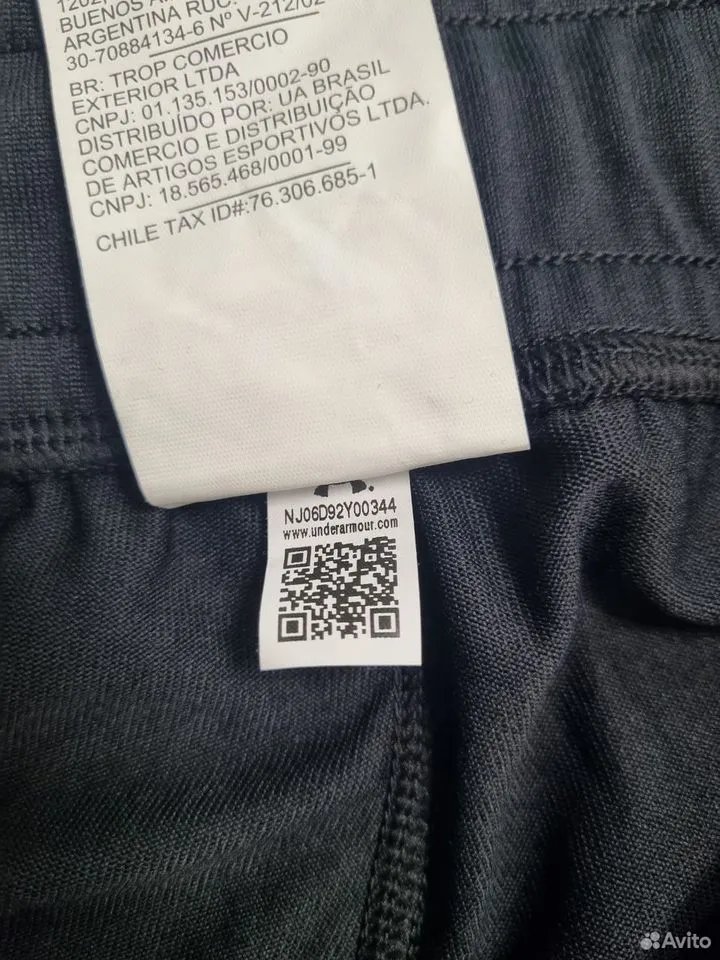 BUENOS
ARGENTINA RUC:
30-70884134-6 Nº V-212/02
BR: TROP COMERCIO
EXTERIOR LTDA
CNPJ: 01.135.153/0002-90
DISTRIBUÍDO POR: UA BRASIL
COMERCIO E DISTRIBUIÇÃO
DE ARTIGOS ESPORTIVOS LTDA.
CNPJ: 18.565.468/0001-99
CHILE TAX ID#:76.306.685-1
NJ06D92Y00344
www.underarmour.com
Avito